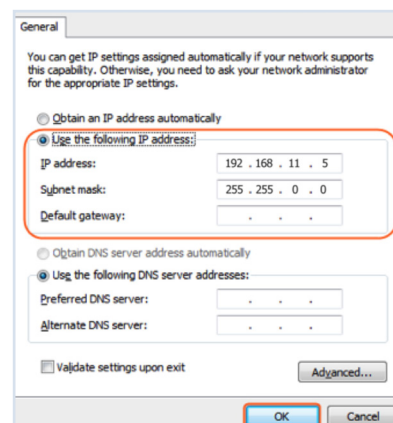 General
You can get IP settings assigned automatically if your network supports
this capability. Otherwise, you need to ask your network administrator
for the appropriate IP settings.
Obtain an IP address automatically
Use the following IP address:
IP address: 192 . 168 . 11 . 5
Subnet mask: 255 . 255 . 0 . 0
Default gateway: . . .
Obtain DNS server address automatically
Use the following DNS server addresses:
Preferred DNS server: . . .
Alternate DNS server: . . .
Validate settings upon exit
Advanced...
OK Cancel